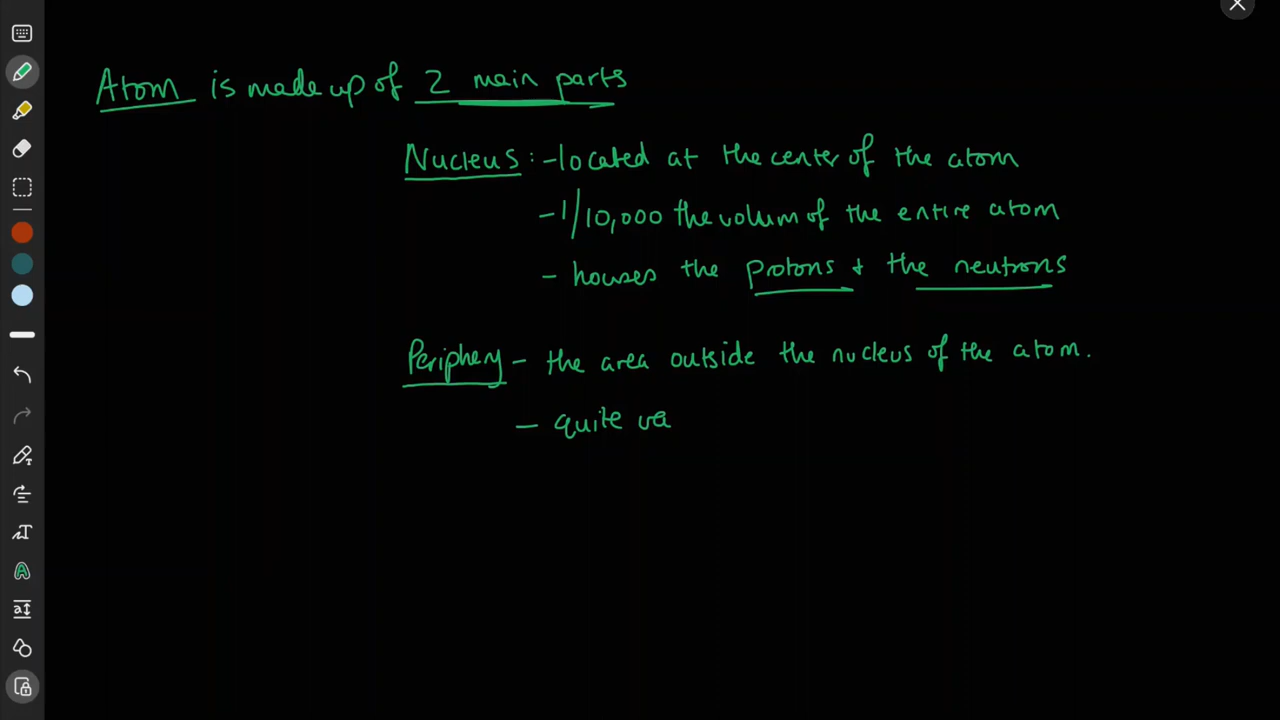 Atom is made up of 2 main parts
Nucleus: - located at the center of the atom
- 1/10,000 the volum of the entire atom
- houses the protons + the neutrons
Periphery - the area outside the nucleus of the atom.
- quite va